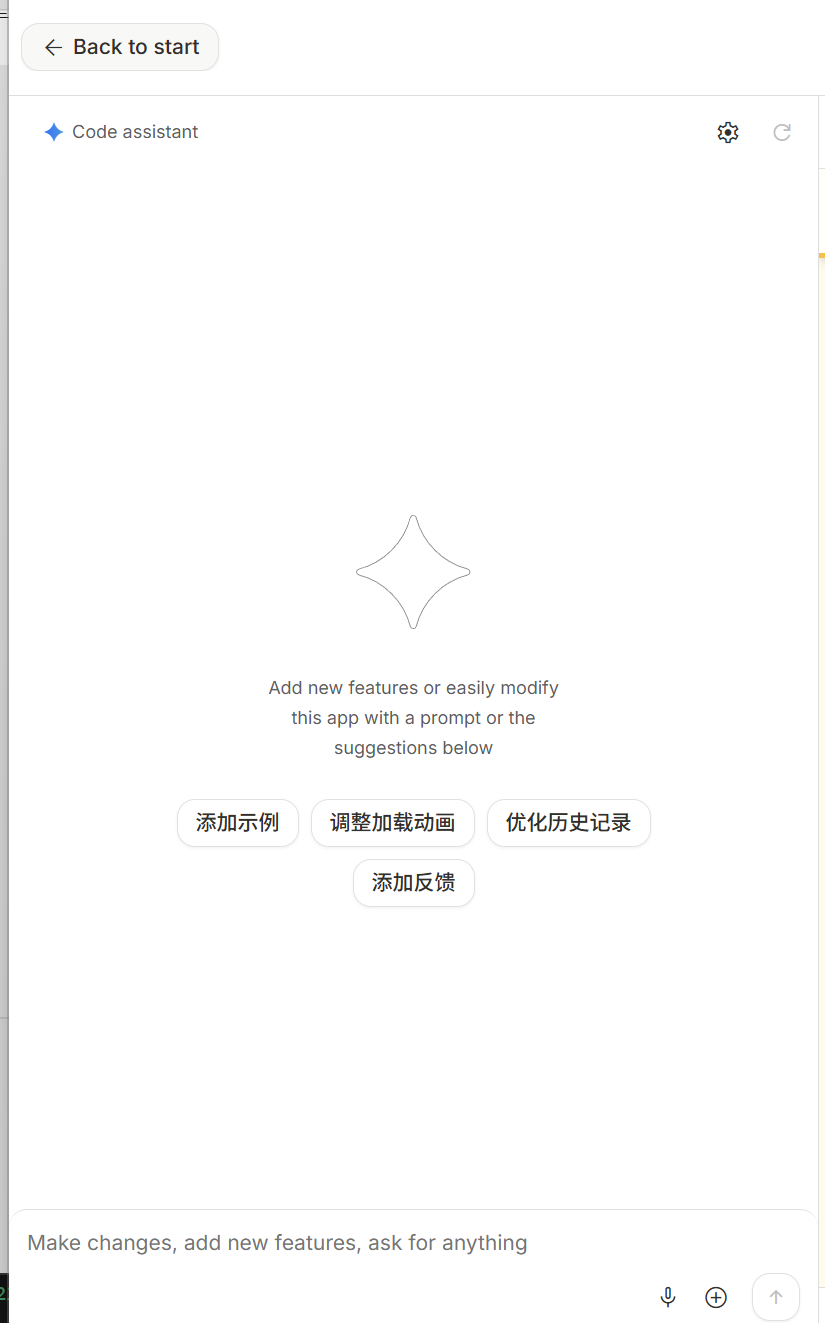 Back to start
Code assistant
Add new features or easily modify
this app with a prompt or the
suggestions below
添加示例
调整加载动画
优化历史记录
添加反馈
Make changes, add new features, ask for anything